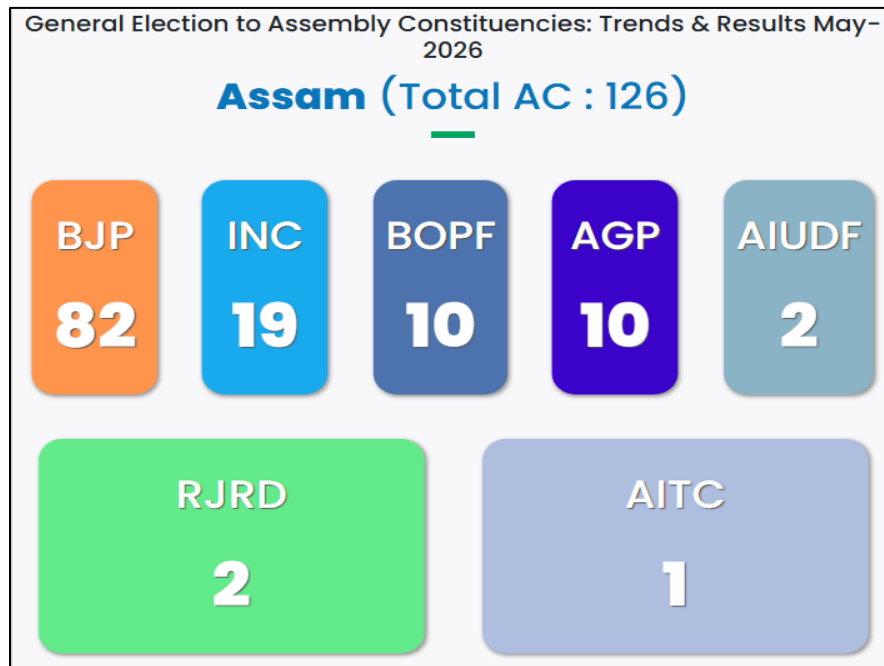 General Election to Assembly Constituencies: Trends & Results May-
2026
Assam (Total AC : 126)
BJP INC BOPF AGP AIUDF
82 19 10 10 2
RJRD AITC
2 1